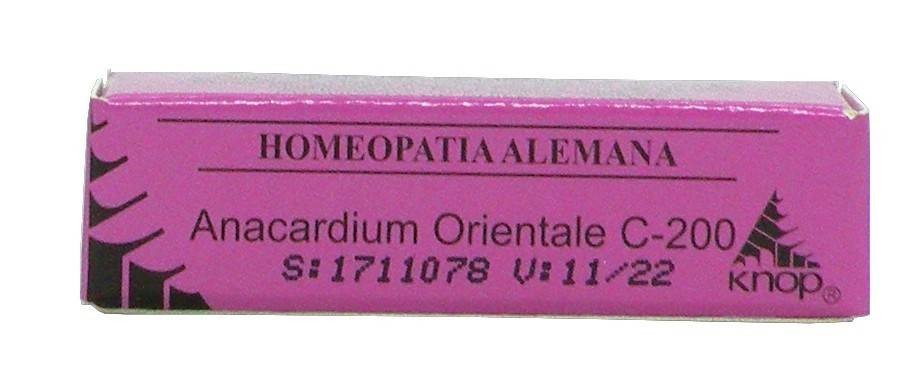 HOMEOPATIA ALEMANA
Anacardium Orientale C-200
S:1711078 V:11/22
Knop®